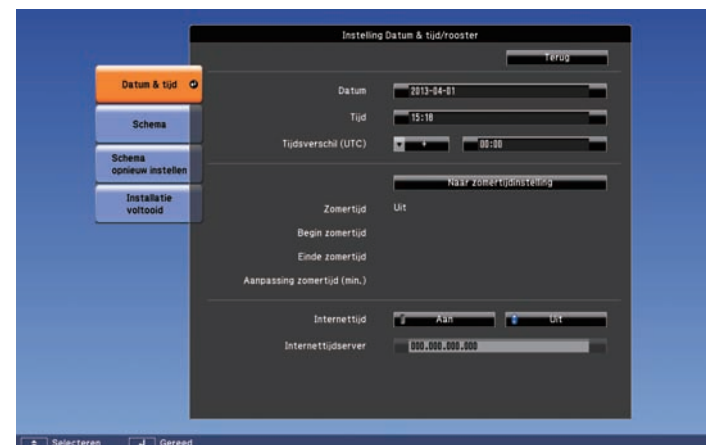 Instelling Datum & tijd/rooster
Terug
Datum & tijd
Schema
Schema
opnieuw instellen
Installatie
voltooid
Datum 2013-04-01
Tijd 15:18
Tijdsverschil (UTC) + 00:00
Naar zomertijdinstelling
Zomertijd Uit
Begin zomertijd
Einde zomertijd
Aanpassing zomertijd (min.)
Internettijd Aan Uit
Internettijdserver 000.000.000.000
Selecteren Gereed